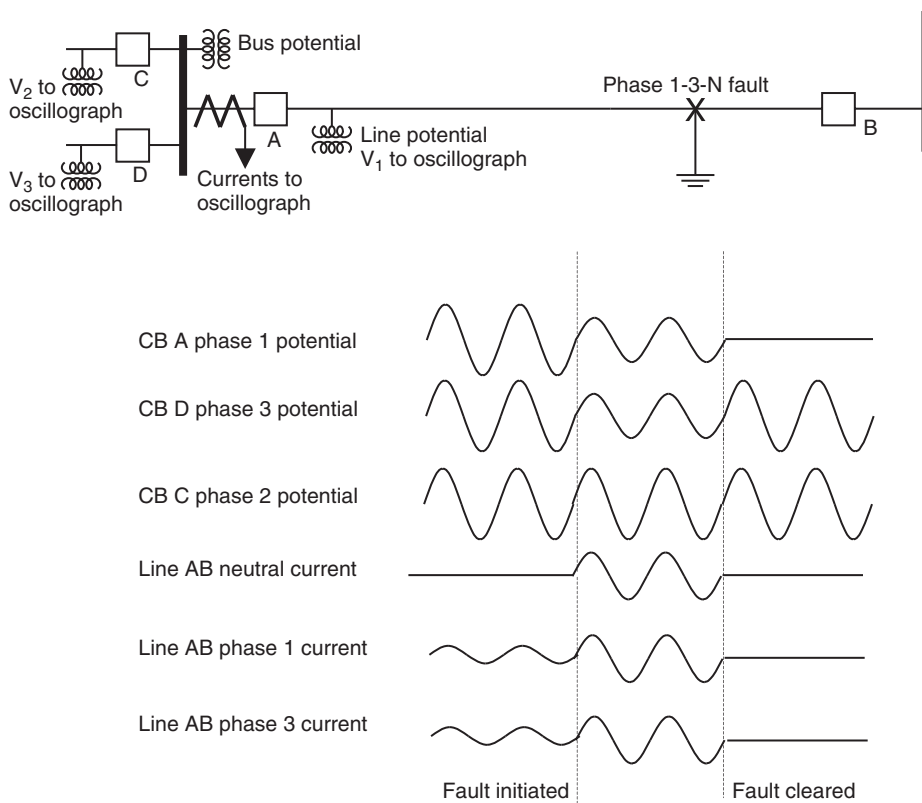 Bus potential
C
V2 to
oscillograph
Phase 1-3-N fault
A
B
Line potential
V1 to oscillograph
D
V3 to
oscillograph
Currents to
oscillograph
CB A phase 1 potential
CB D phase 3 potential
CB C phase 2 potential
Line AB neutral current
Line AB phase 1 current
Line AB phase 3 current
Fault initiated
Fault cleared